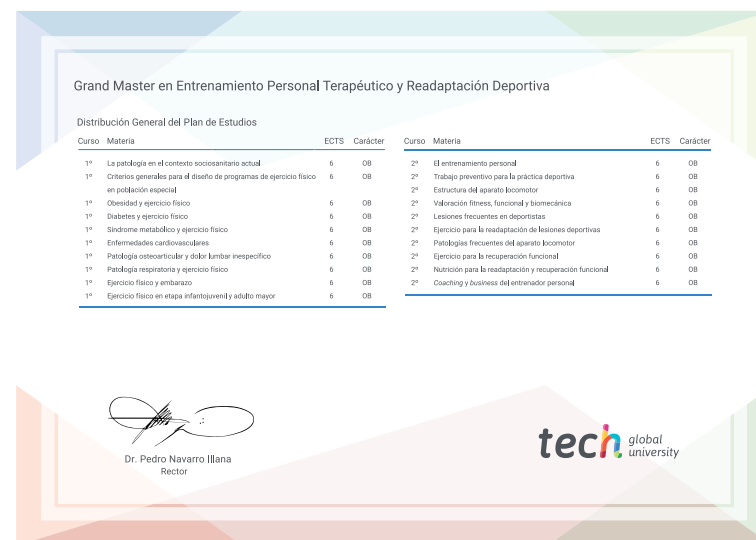 Grand Master en Entrenamiento Personal Terapéutico y Readaptación Deportiva
Distribución General del Plan de Estudios
Curso Materia ECTS Carácter
1º La patología en el contexto sociosanitario actual 6 OB
1º Criterios generales para el diseño de programas de ejercicio físico 6 OB
en población especial
1º Obesidad y ejercicio físico 6 OB
1º Diabetes y ejercicio físico 6 OB
1º Síndrome metabólico y ejercicio físico 6 OB
1º Enfermedades cardiovasculares 6 OB
1º Patología osteoarticular y dolor lumbar inespecífico 6 OB
1º Patología respiratoria y ejercicio físico 6 OB
1º Ejercicio físico y embarazo 6 OB
1º Ejercicio físico en etapa infantojuvenil y adulto mayor 6 OB
Curso Materia ECTS Carácter
2º El entrenamiento personal 6 OB
2º Trabajo preventivo para la práctica deportiva 6 OB
2º Estructura del aparato locomotor 6 OB
2º Valoración fitness, funcional y biomecánica 6 OB
2º Lesiones frecuentes en deportistas 6 OB
2º Ejercicio para la readaptación de lesiones deportivas 6 OB
2º Patologías frecuentes del aparato locomotor 6 OB
2º Ejercicio para la recuperación funcional 6 OB
2º Nutrición para la readaptación y recuperación funcional 6 OB
2º Coaching y business del entrenador personal 6 OB
Dr. Pedro Navarro Illana
Rector
tech global
university